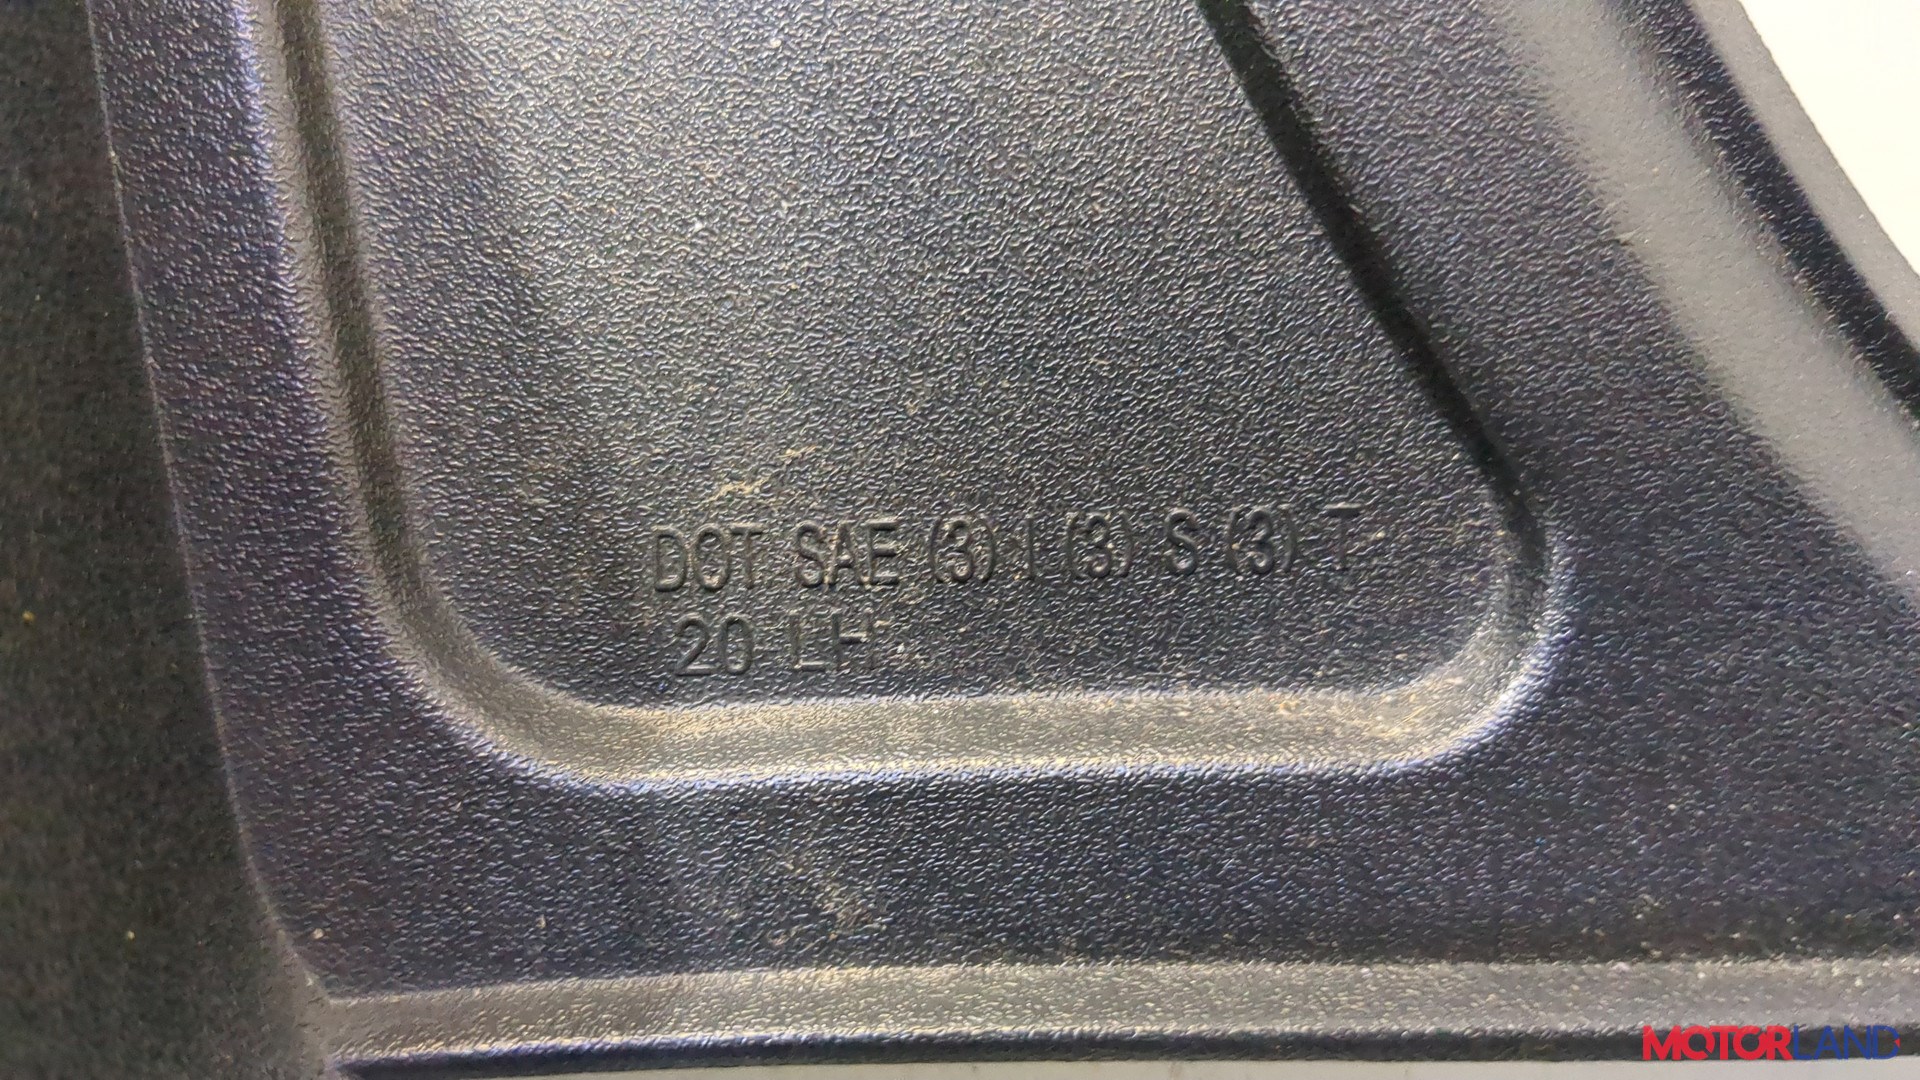 DOT SAE (3) I (3) S (3) T
20 LH
MOTORLAND